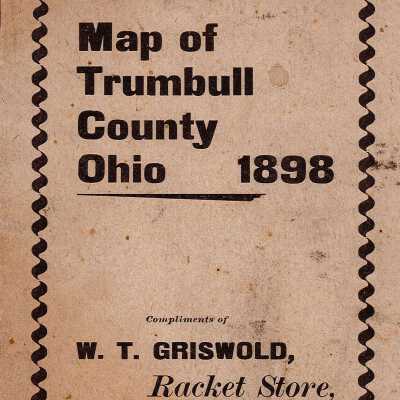 Map of
Trumbull
County
Ohio 1898
Compliments of
W. T. GRISWOLD,
Racket Store,